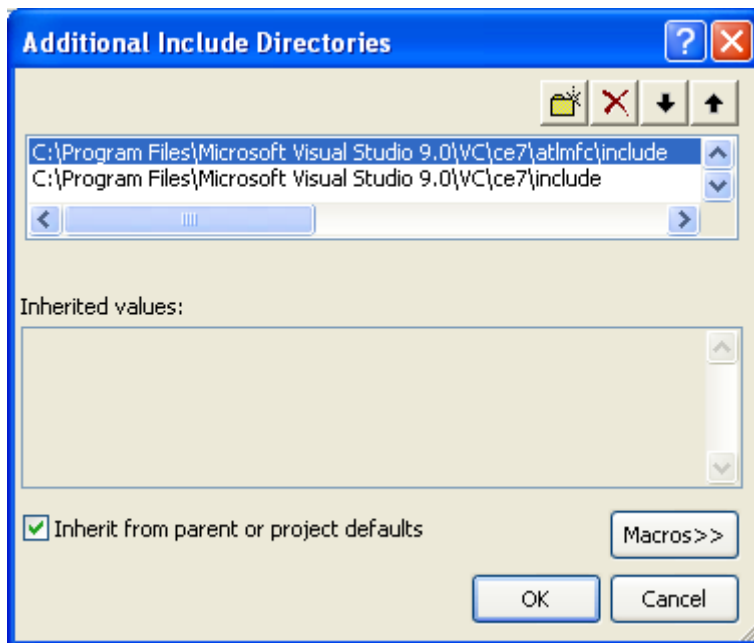 Additional Include Directories
C:\Program Files\Microsoft Visual Studio 9.0\VC\ce7\atlmfc\include
C:\Program Files\Microsoft Visual Studio 9.0\VC\ce7\include
Inherited values:
Inherit from parent or project defaults
Macros>>
OK
Cancel